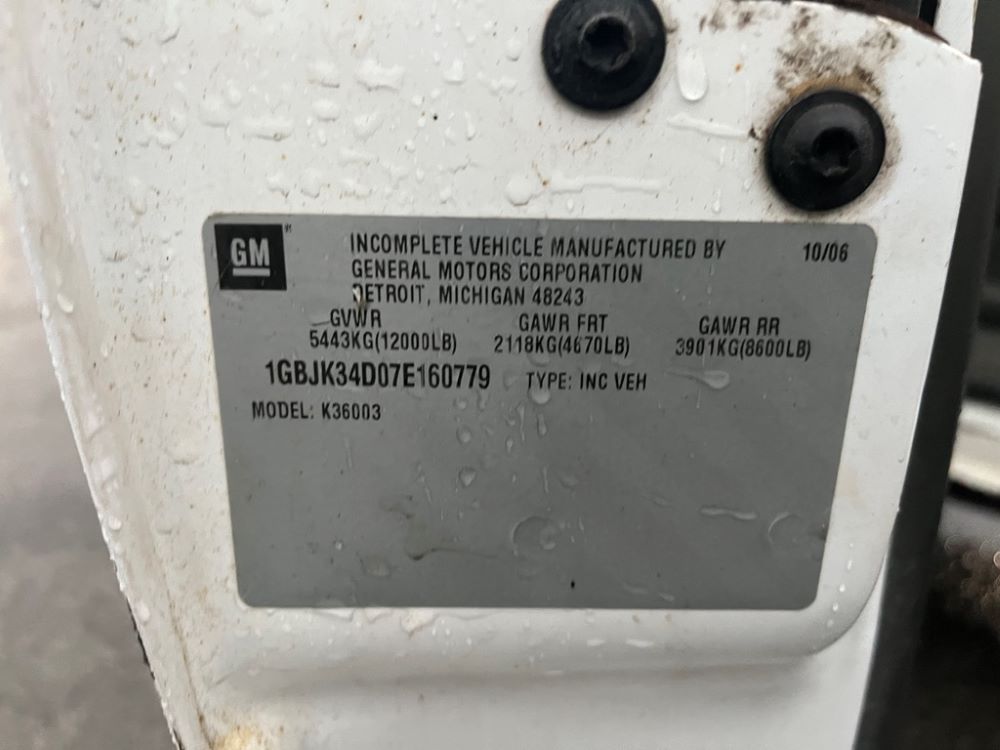 GM
INCOMPLETE VEHICLE MANUFACTURED BY 10/06
GENERAL MOTORS CORPORATION
DETROIT, MICHIGAN 48243
GVWR GAWR FRT GAWR RR
5443KG(12000LB) 2118KG(4670LB) 3901KG(8600LB)
1GBJK34D07E160779 TYPE: INC VEH
MODEL: K36003